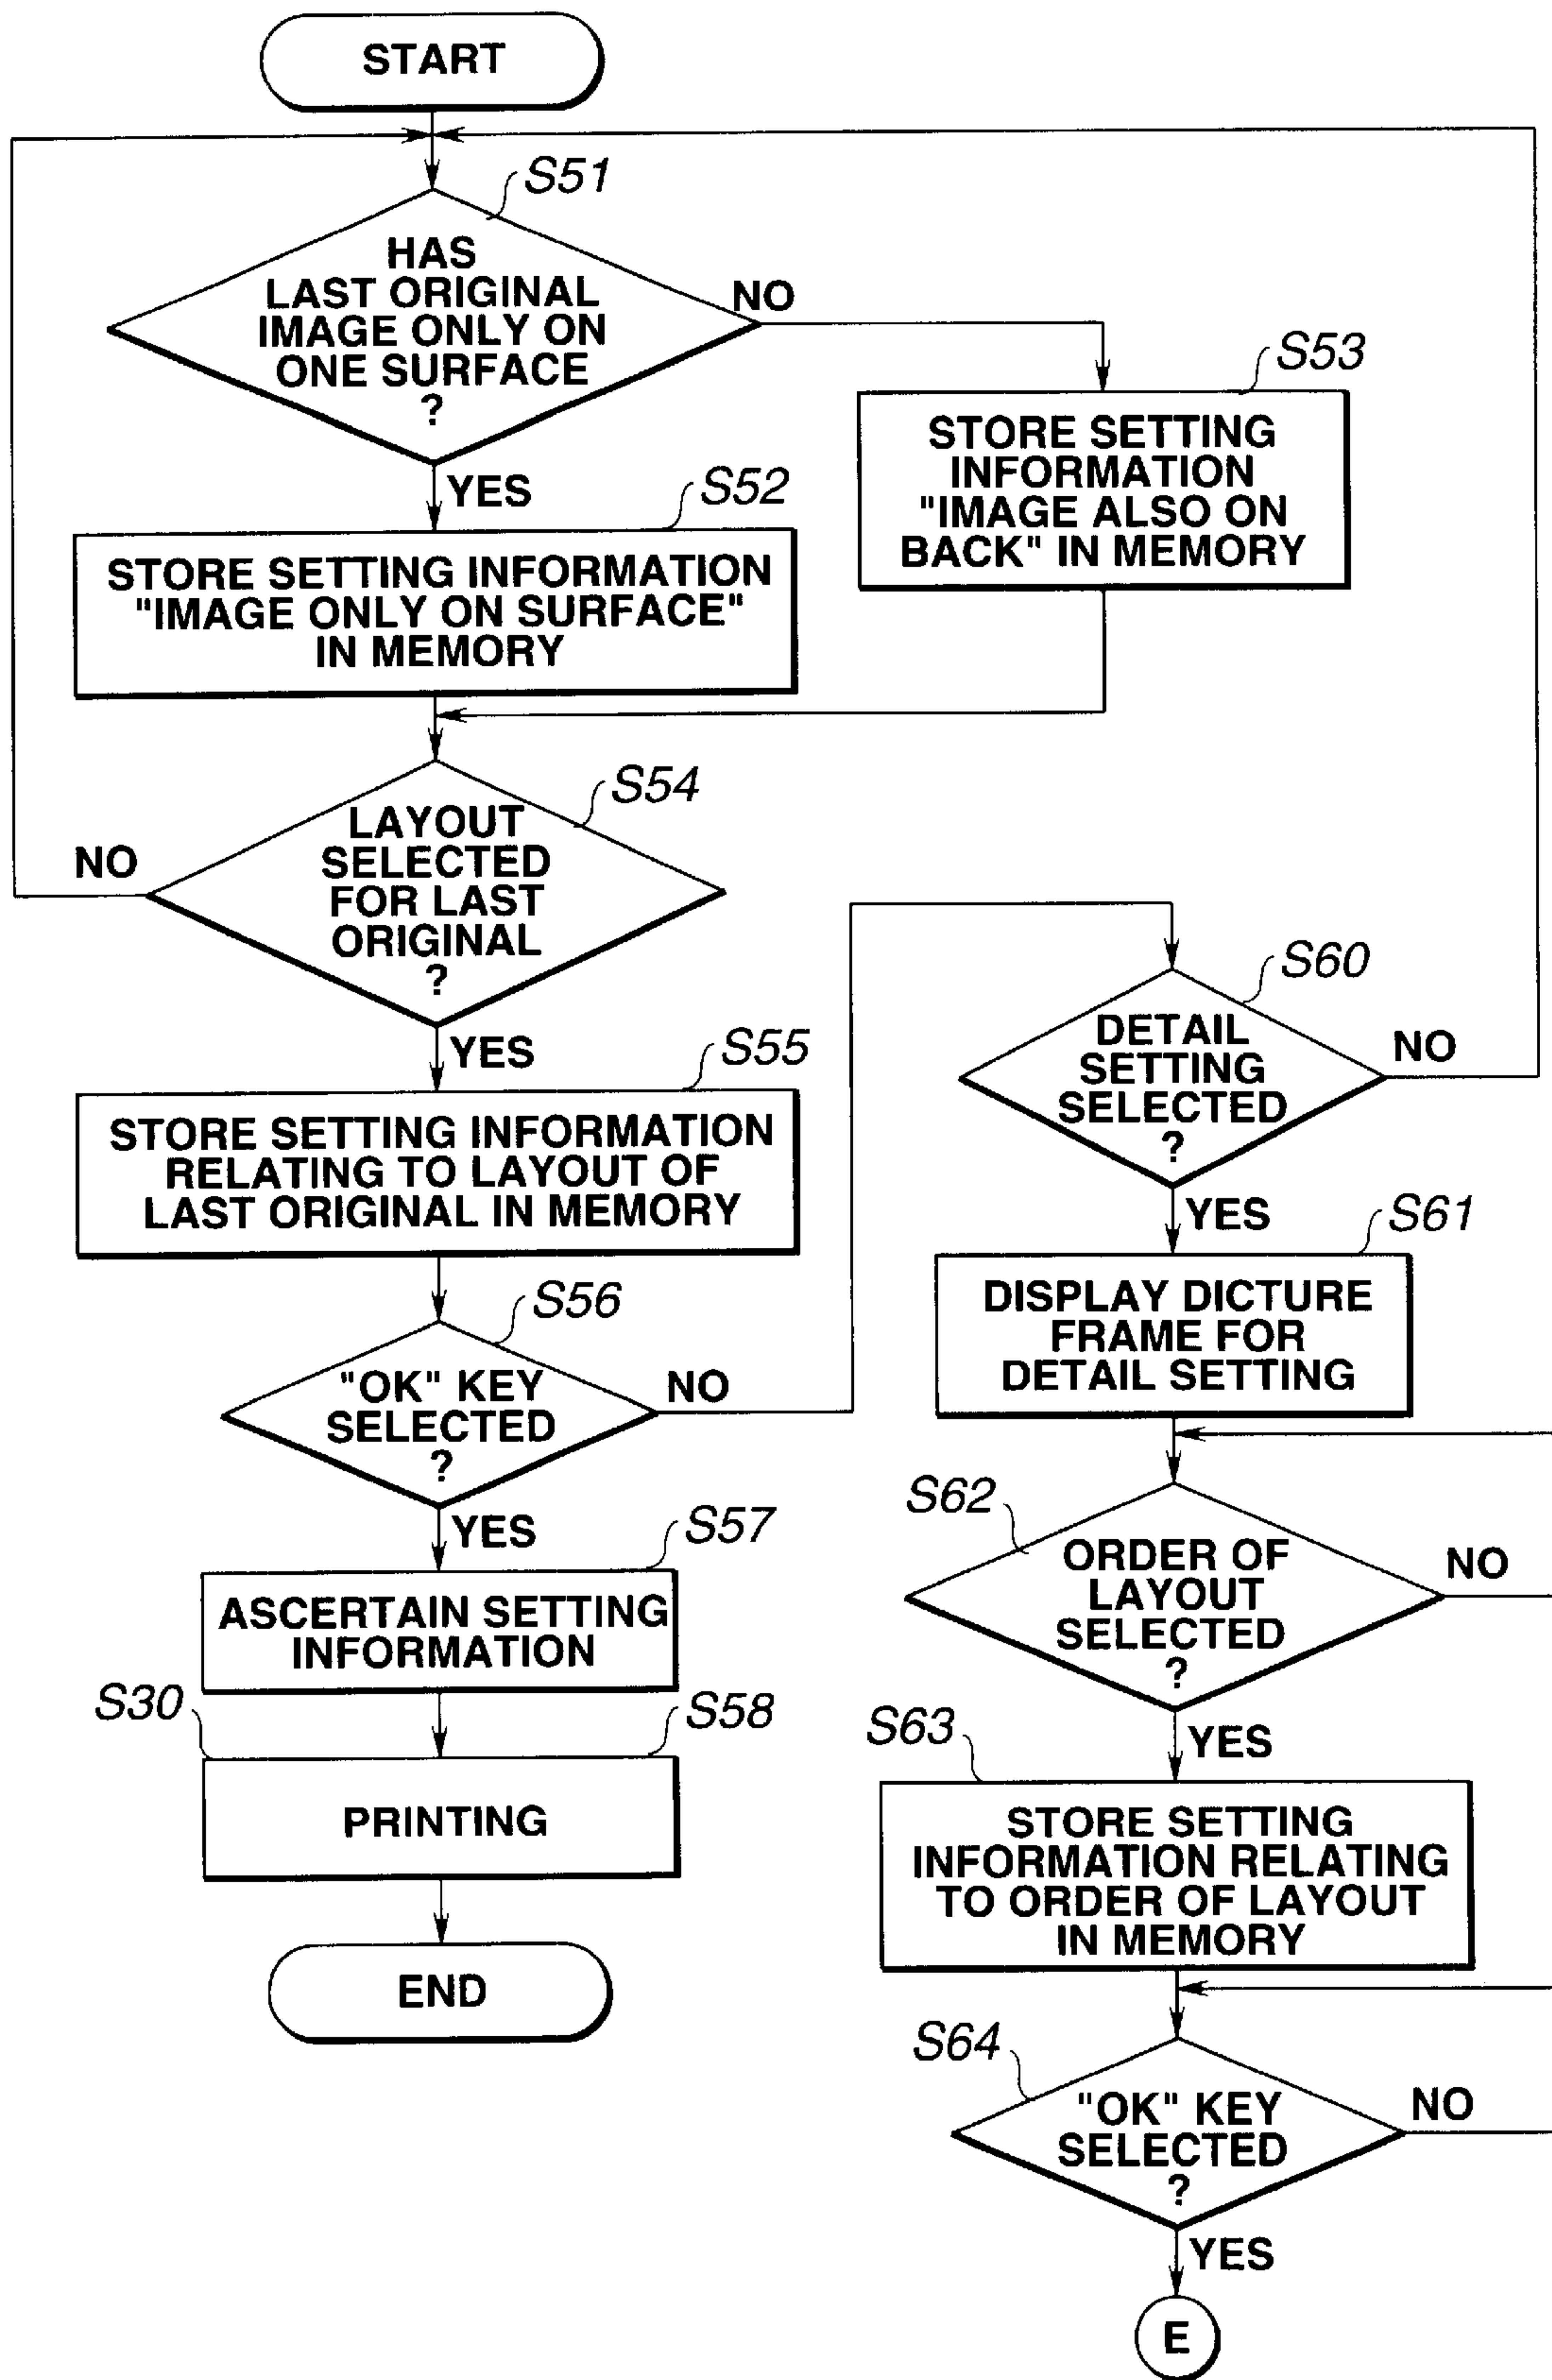 START
S51
HAS
LAST ORIGINAL
IMAGE ONLY ON
ONE SURFACE
?
NO
YES
S53
STORE SETTING
INFORMATION
"IMAGE ALSO ON
BACK" IN MEMORY
S52
STORE SETTING INFORMATION
"IMAGE ONLY ON SURFACE"
IN MEMORY
S54
LAYOUT
SELECTED
FOR LAST
ORIGINAL
?
NO
YES
S55
STORE SETTING INFORMATION
RELATING TO LAYOUT OF
LAST ORIGINAL IN MEMORY
S56
"OK" KEY
SELECTED
?
NO
YES
S57
ASCERTAIN SETTING
INFORMATION
S30
S58
PRINTING
END
S60
DETAIL
SETTING
SELECTED
?
NO
YES
S61
DISPLAY DICTURE
FRAME FOR
DETAIL SETTING
S62
ORDER OF
LAYOUT
SELECTED
?
NO
YES
S63
STORE SETTING
INFORMATION RELATING
TO ORDER OF LAYOUT
IN MEMORY
S64
"OK" KEY
SELECTED
?
NO
YES
E